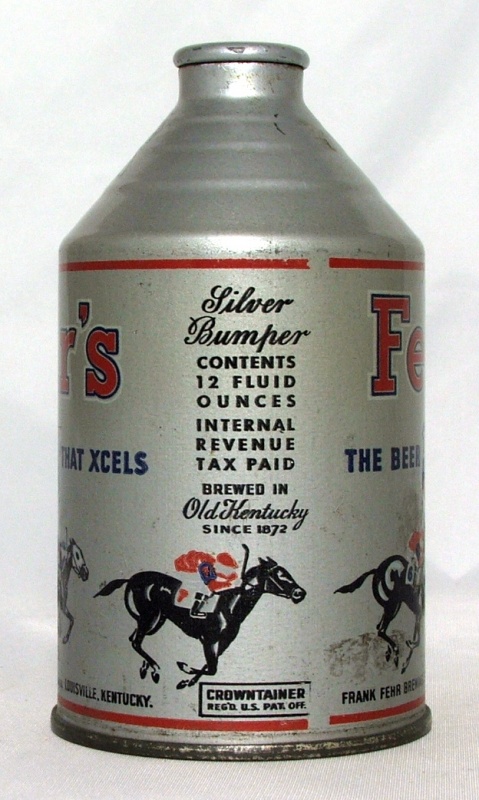 r's
THAT XCELS
LOUISVILLE, KENTUCKY.
Silver
Bumper
CONTENTS
12 FLUID
OUNCES
INTERNAL
REVENUE
TAX PAID
BREWED IN
Old Kentucky
SINCE 1872
CROWNTAINER
REG'D. U.S. PAT. OFF.
Fe
THE BEER
FRANK FEHR BREW